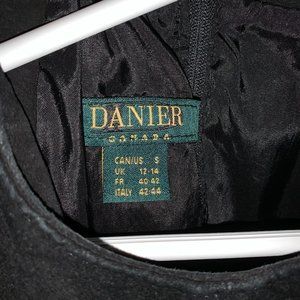 DANIER
CANADA
CAN/US S
UK 12-14
FR 40-42
ITALY 42-44